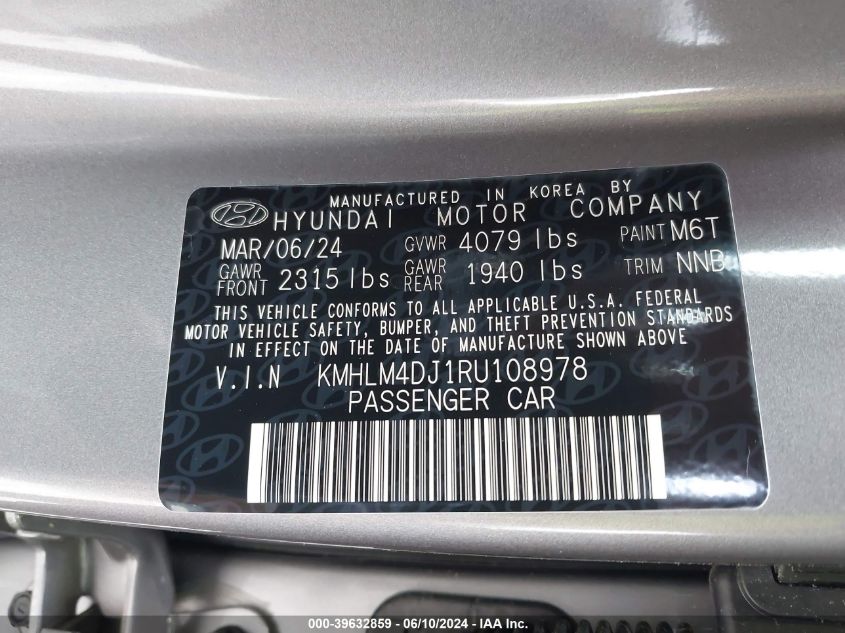 MANUFACTURED IN KOREA BY
HYUNDAI MOTOR COMPANY
MAR/06/24 GVWR 4079 lbs PAINT M6T
GAWR FRONT 2315 lbs GAWR REAR 1940 lbs TRIM NNB
THIS VEHICLE CONFORMS TO ALL APPLICABLE U.S.A. FEDERAL
MOTOR VEHICLE SAFETY, BUMPER, AND THEFT PREVENTION STANDARDS
IN EFFECT ON THE DATE OF MANUFACTURE SHOWN ABOVE
V.I.N KMHLM4DJ1RU108978
PASSENGER CAR
000-39632859 - 06/10/2024 - IAA Inc.